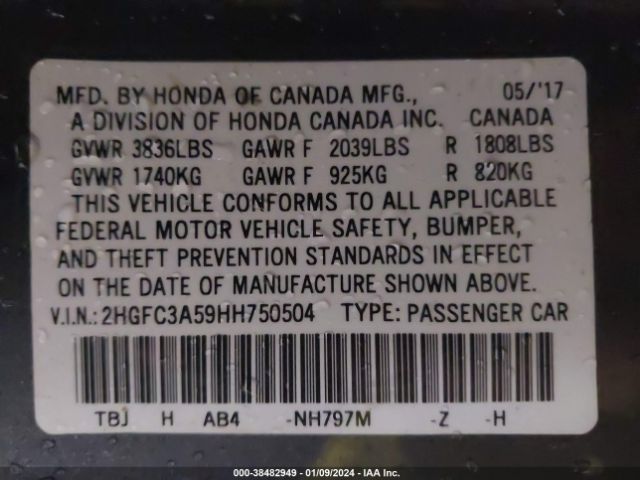 MFD. BY HONDA OF CANADA MFG., 05/'17
A DIVISION OF HONDA CANADA INC. CANADA
GVWR 3836LBS GAWR F 2039LBS R 1808LBS
GVWR 1740KG GAWR F 925KG R 820KG
THIS VEHICLE CONFORMS TO ALL APPLICABLE
FEDERAL MOTOR VEHICLE SAFETY, BUMPER,
AND THEFT PREVENTION STANDARDS IN EFFECT
ON THE DATE OF MANUFACTURE SHOWN ABOVE.
V.I.N.: 2HGFC3A59HH750504 TYPE: PASSENGER CAR
TBJ H AB4 -NH797M -Z -H
000-38482949 - 01/09/2024 - IAA Inc.